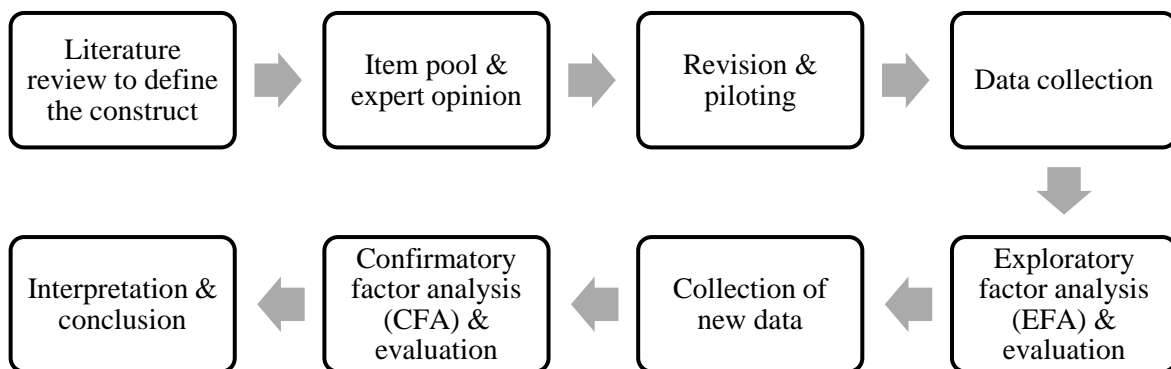 Literature
review to define
the construct
Item pool &
expert opinion
Revision &
piloting
Data collection
Exploratory
factor analysis
(EFA) &
evaluation
Collection of
new data
Confirmatory
factor analysis
(CFA) &
evaluation
Interpretation &
conclusion